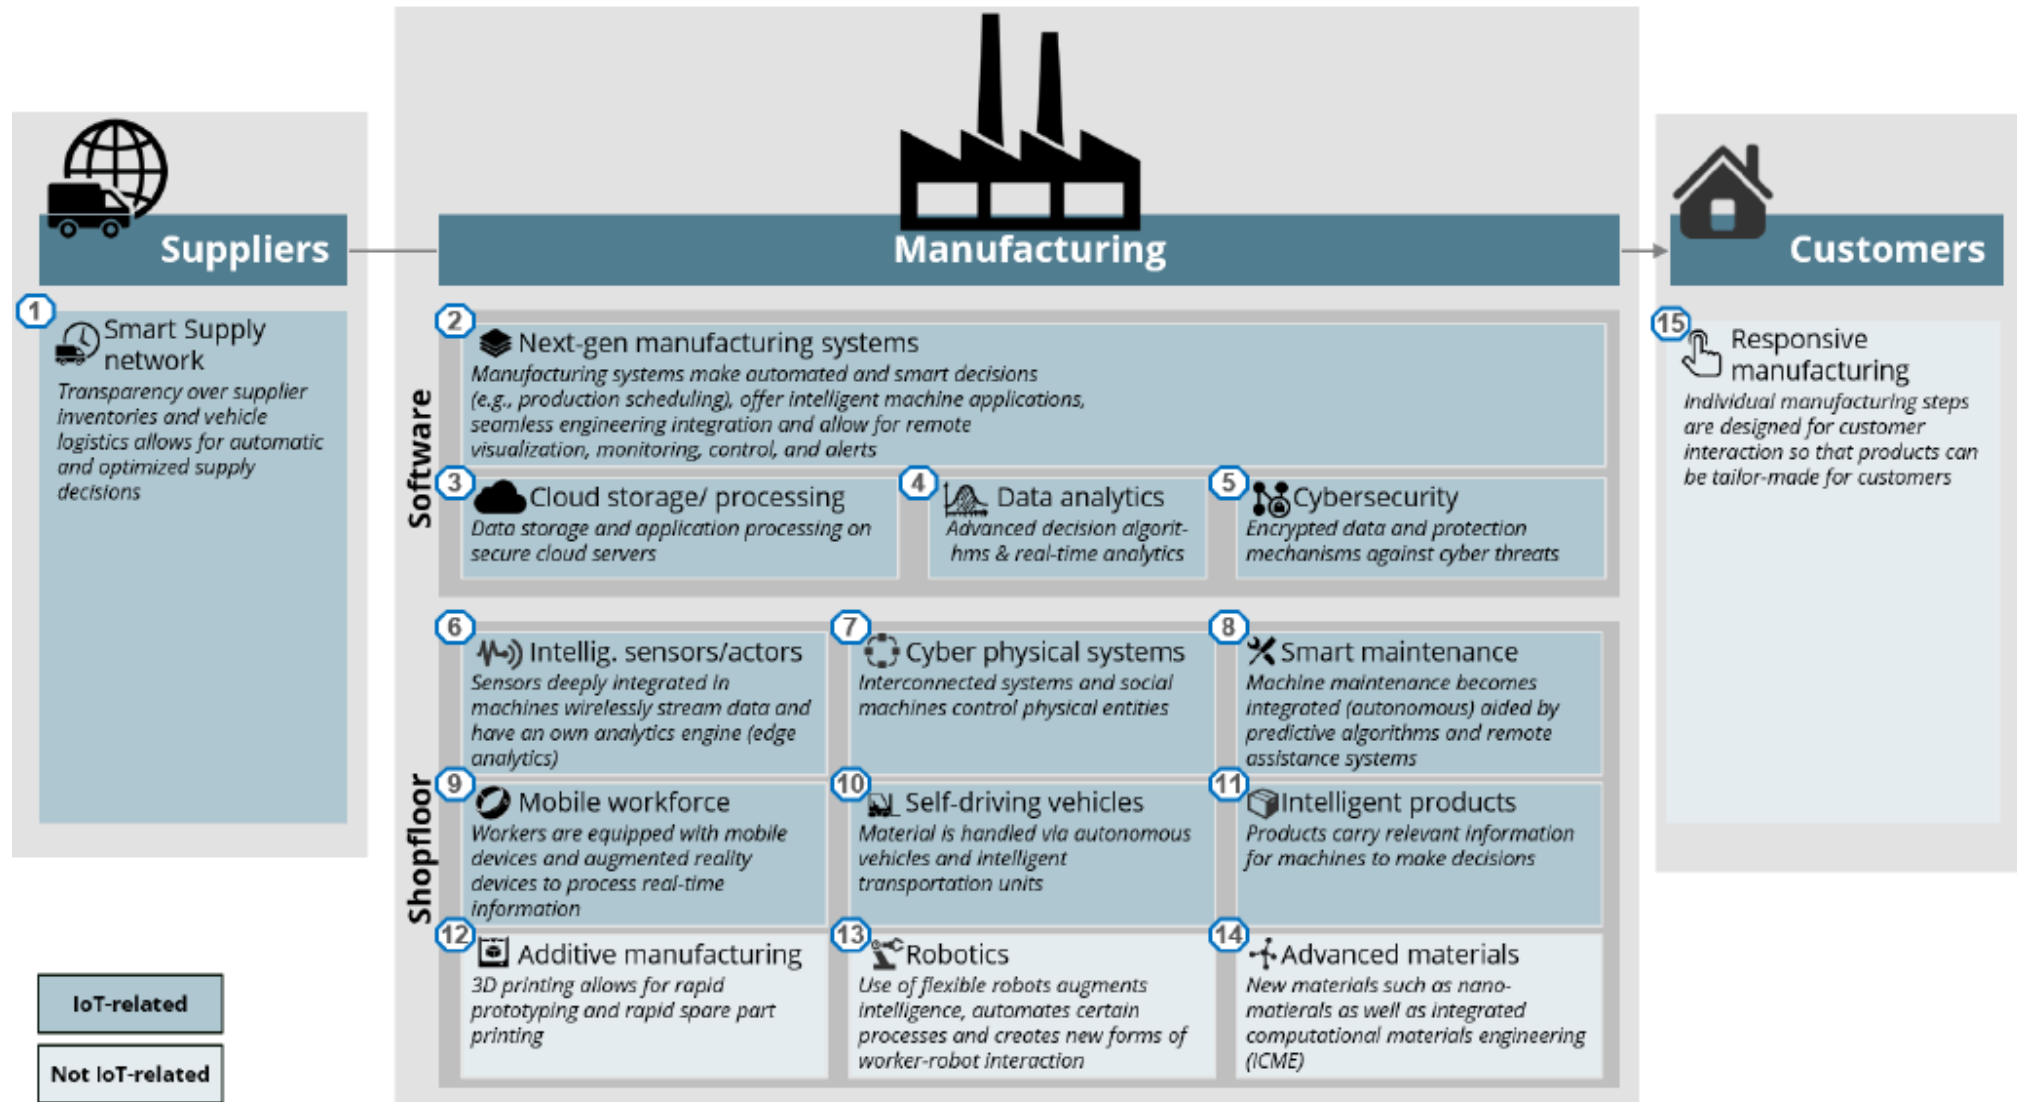 Suppliers
Manufacturing
Customers
1
Smart Supply
network
Transparency over supplier
inventories and vehicle
logistics allows for automatic
and optimized supply
decisions
Software
2
Next-gen manufacturing systems
Manufacturing systems make automated and smart decisions
(e.g., production scheduling), offer intelligent machine applications,
seamless engineering integration and allow for remote
visualization, monitoring, control, and alerts
3
Cloud storage/ processing
Data storage and application processing on
secure cloud servers
4
Data analytics
Advanced decision algorit-
hms & real-time analytics
5
Cybersecurity
Encrypted data and protection
mechanisms against cyber threats
Shopfloor
6
Intellig. sensors/actors
Sensors deeply integrated in
machines wirelessly stream data and
have an own analytics engine (edge
analytics)
7
Cyber physical systems
Interconnected systems and social
machines control physical entities
8
Smart maintenance
Machine maintenance becomes
integrated (autonomous) aided by
predictive algorithms and remote
assistance systems
9
Mobile workforce
Workers are equipped with mobile
devices and augmented reality
devices to process real-time
information
10
Self-driving vehicles
Material is handled via autonomous
vehicles and intelligent
transportation units
11
Intelligent products
Products carry relevant information
for machines to make decisions
12
Additive manufacturing
3D printing allows for rapid
prototyping and rapid spare part
printing
13
Robotics
Use of flexible robots augments
intelligence, automates certain
processes and creates new forms of
worker-robot interaction
14
Advanced materials
New materials such as nano-
motierals as well as integrated
computational materials engineering
(ICME)
15
Responsive
manufacturing
Individual manufacturing steps
are designed for customer
interaction so that products can
be tailor-made for customers
IoT-related
Not IoT-related